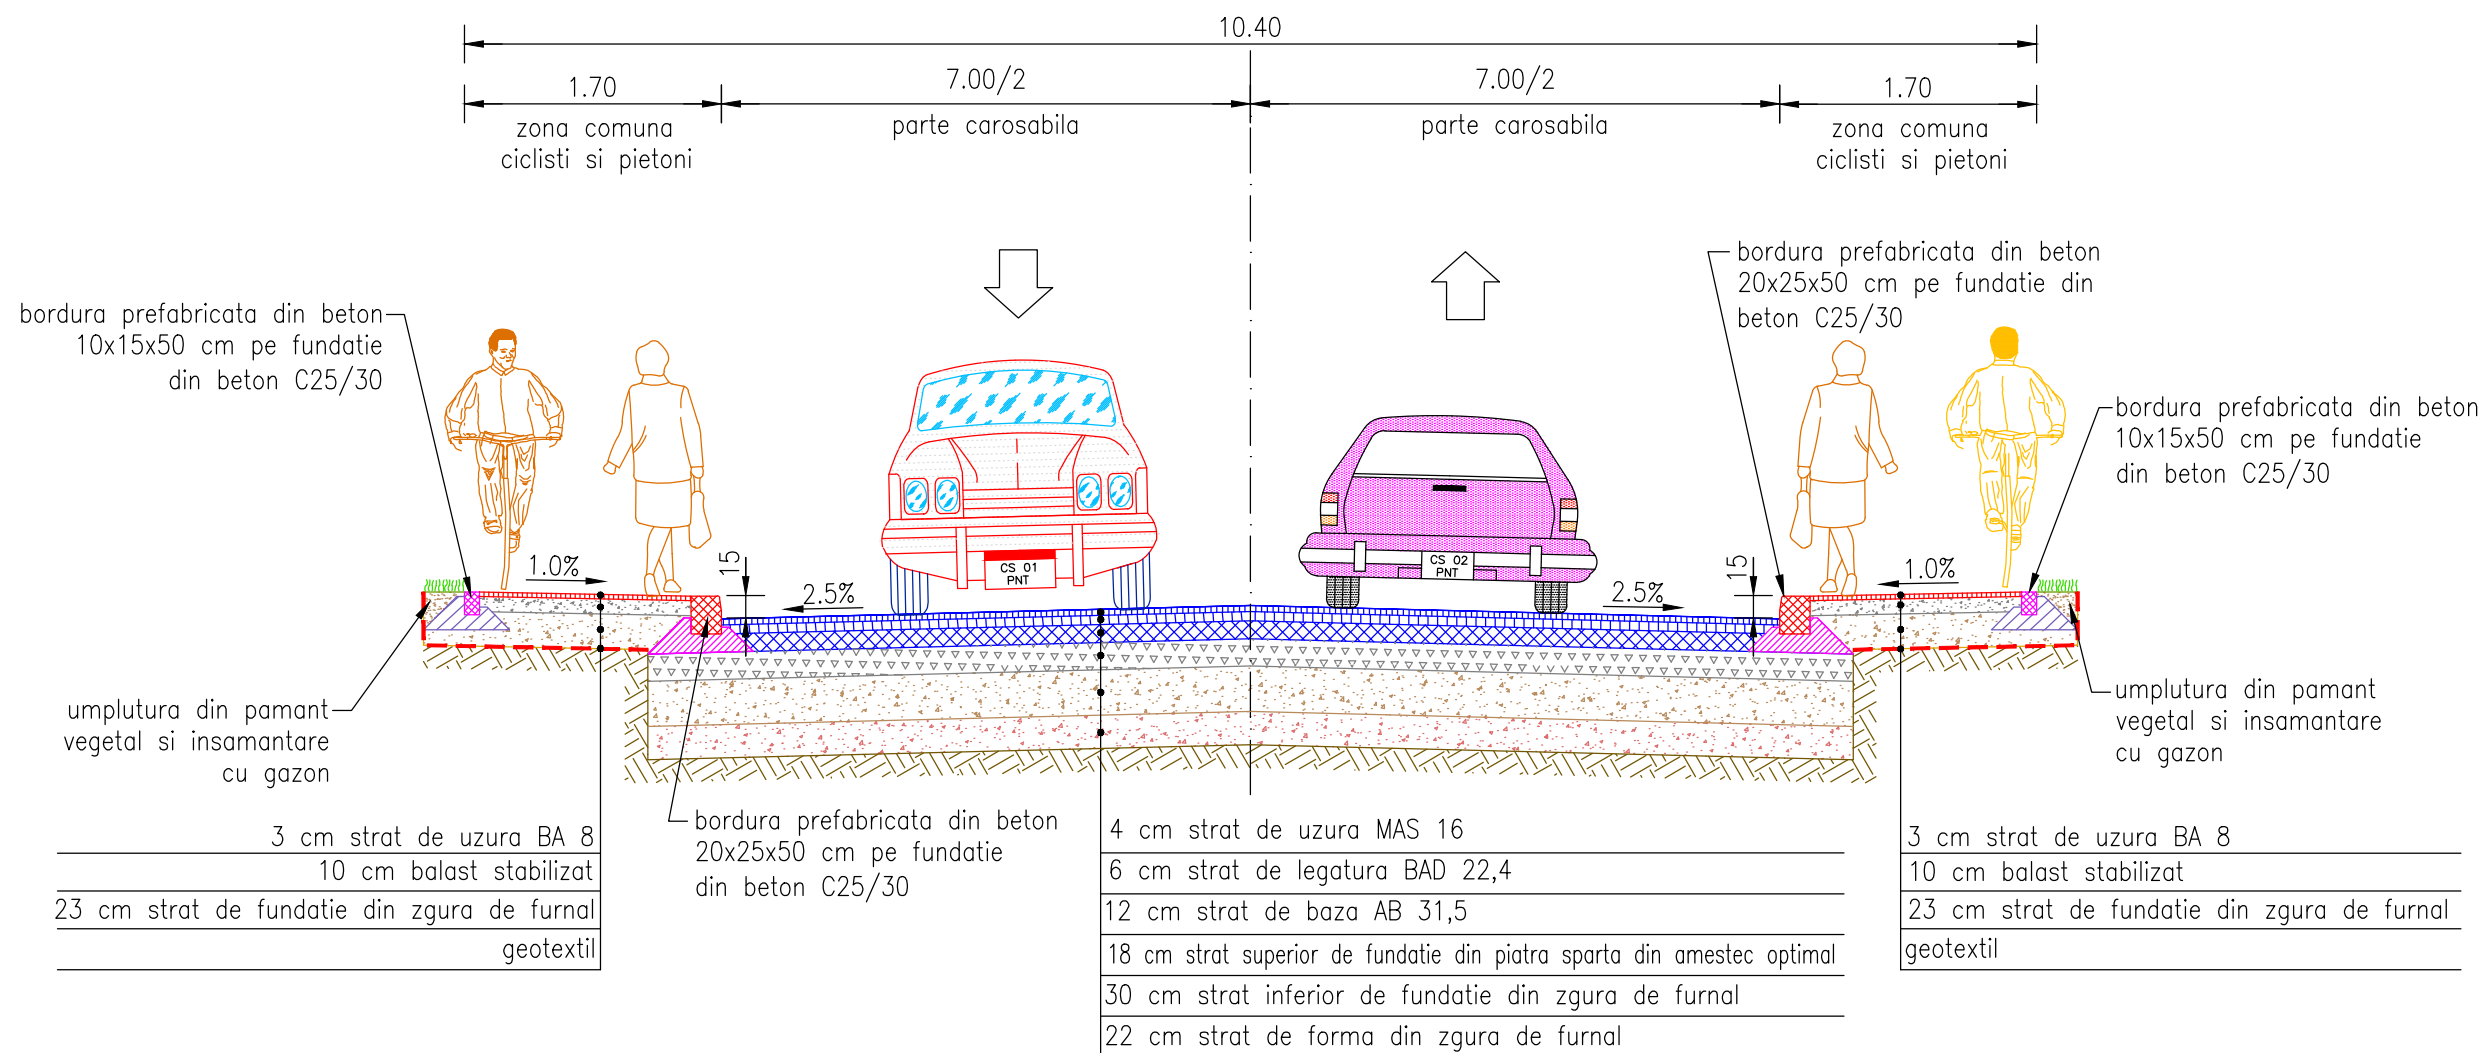 10.40
1.70
7.00/2
7.00/2
1.70
zona comuna
ciclisti si pietoni
parte carosabila
parte carosabila
zona comuna
ciclisti si pietoni
bordura prefabricata din beton
20x25x50 cm pe fundatie din
beton C25/30
bordura prefabricata din beton
10x15x50 cm pe fundatie
din beton C25/30
bordura prefabricata din beton
10x15x50 cm pe fundatie
din beton C25/30
1.0%
15
2.5%
CS 01
PNT
CS 02
PNT
2.5%
15
1.0%
umplutura din pamant
vegetal si insamantare
cu gazon
umplutura din pamant
vegetal si insamantare
cu gazon
bordura prefabricata din beton
20x25x50 cm pe fundatie
din beton C25/30
3 cm strat de uzura BA 8
10 cm balast stabilizat
23 cm strat de fundatie din zgura de furnal
geotextil
4 cm strat de uzura MAS 16
6 cm strat de legatura BAD 22,4
12 cm strat de baza AB 31,5
18 cm strat superior de fundatie din piatra sparta din amestec optimal
30 cm strat inferior de fundatie din zgura de furnal
22 cm strat de forma din zgura de furnal
3 cm strat de uzura BA 8
10 cm balast stabilizat
23 cm strat de fundatie din zgura de furnal
geotextil